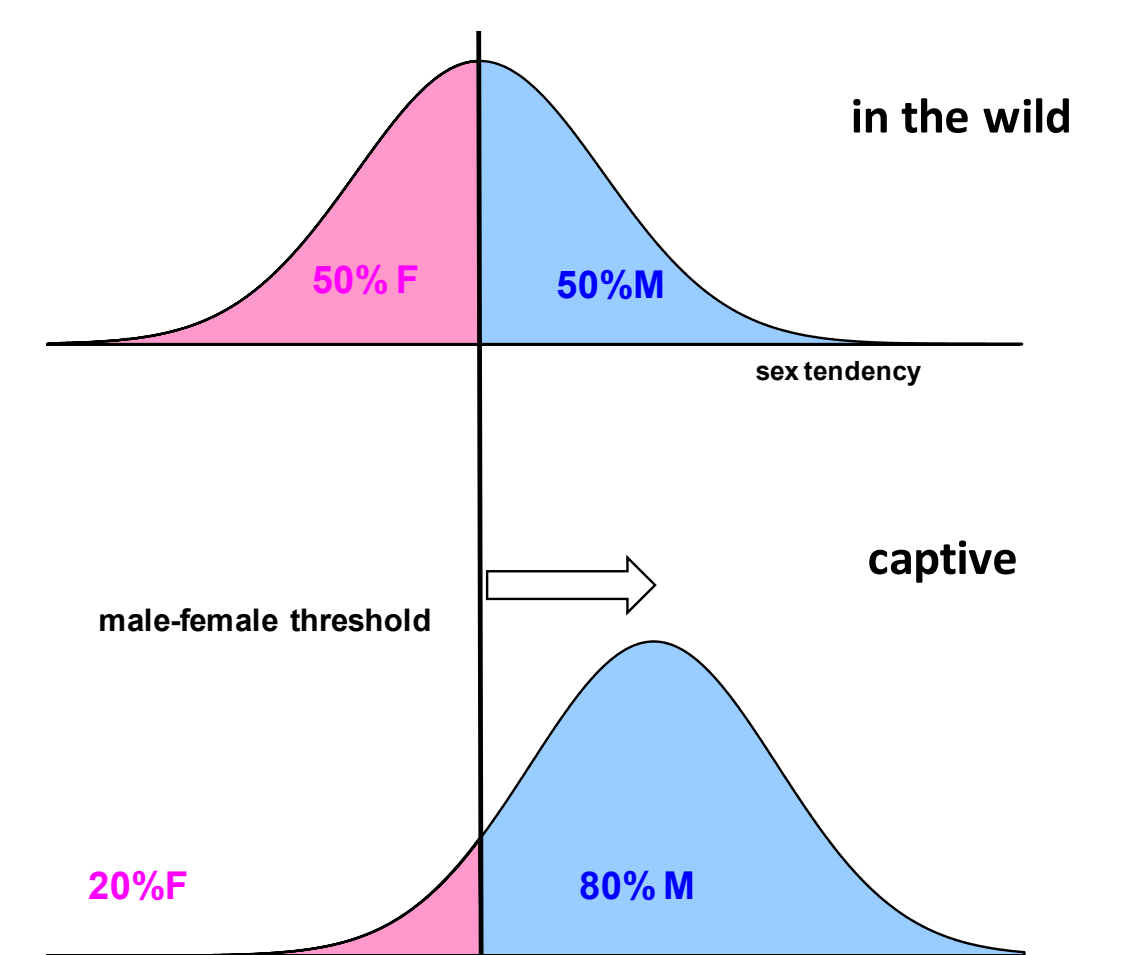 in the wild
50% F
50%M
sex tendency
captive
male-female threshold
20%F
80% M